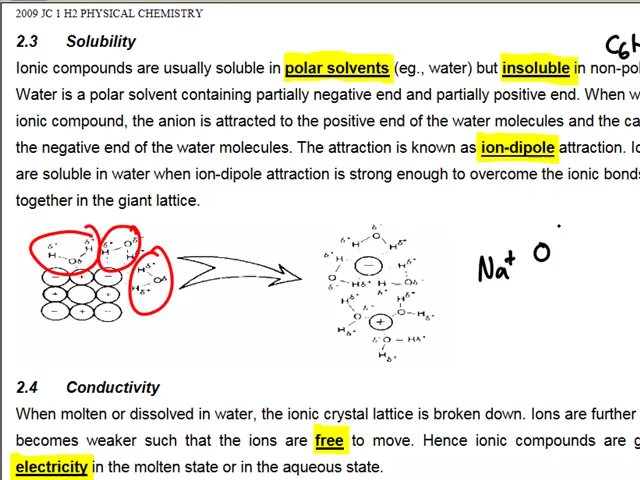 2009 JC 1 H2 PHYSICAL CHEMISTRY
2.3 Solubility
Ionic compounds are usually soluble in polar solvents (eg., water) but insoluble in
Water is a polar solvent containing partially negative end and partially positive end. When
ionic compound, the anion is attracted to the positive end of the water molecules and the
the negative end of the water molecules. The attraction is known as ion-dipole attraction.
are soluble in water when ion-dipole attraction is strong enough to overcome the ionic bonds
together in the giant lattice.
Na⁺ O
2.4 Conductivity
When molten or dissolved in water, the ionic crystal lattice is broken down. Ions are further
becomes weaker such that the ions are free to move. Hence ionic compounds are
electricity in the molten state or in the aqueous state.